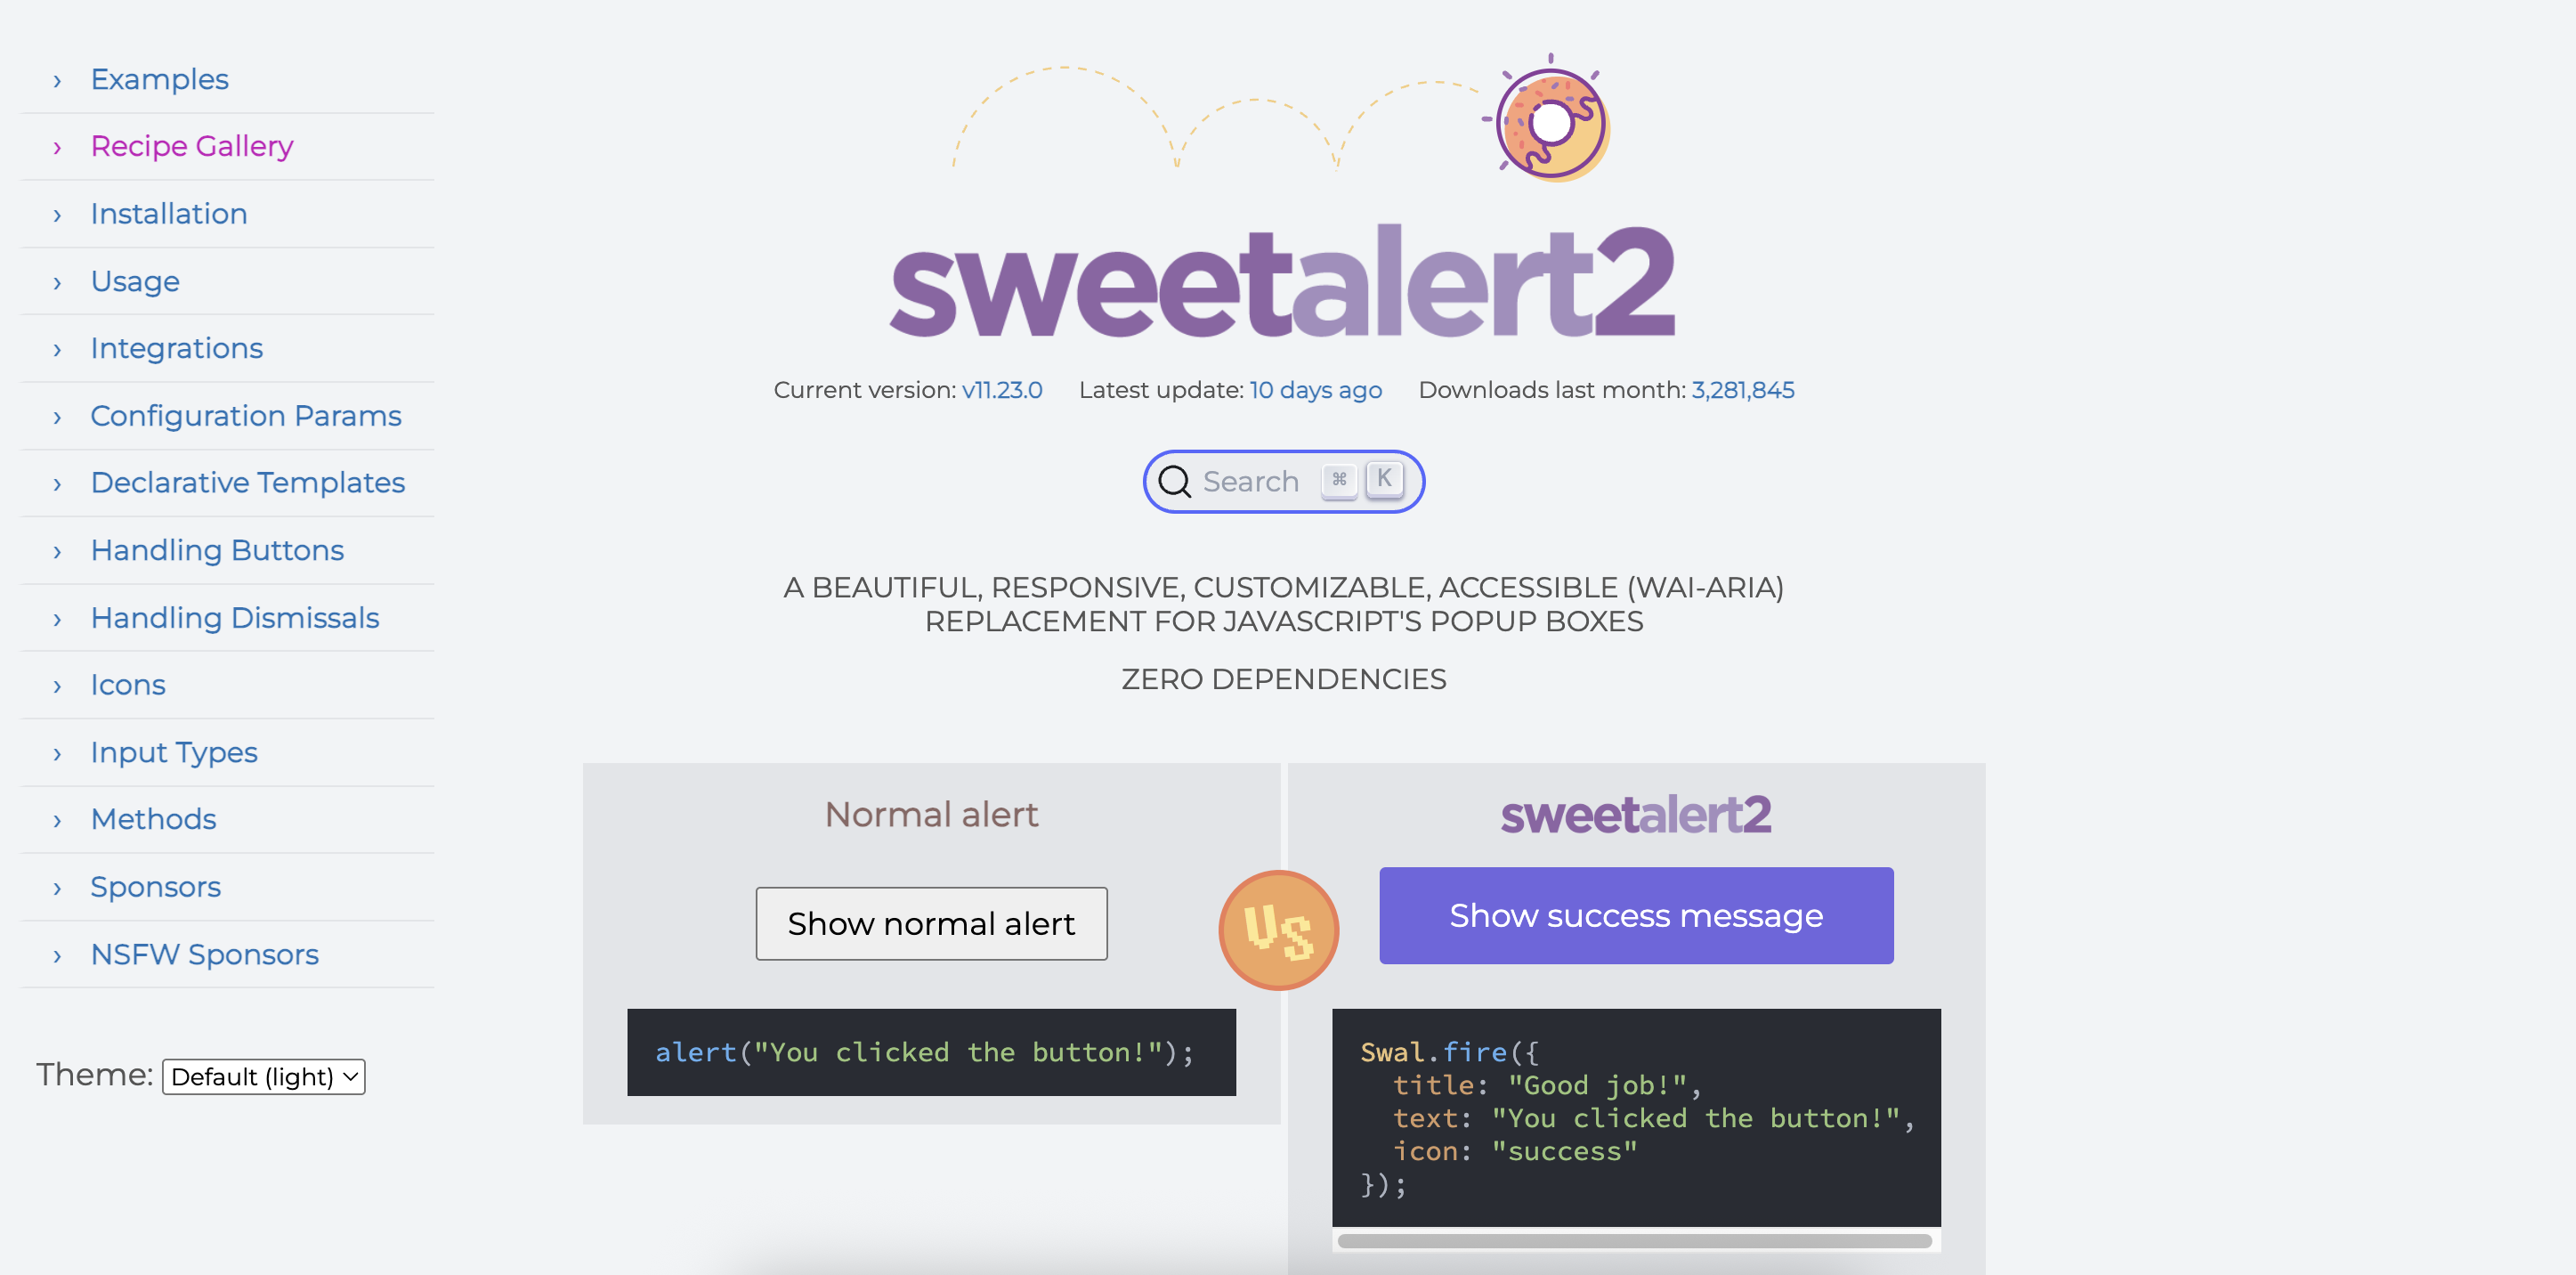 Examples
Recipe Gallery
Installation
Usage
Integrations
Configuration Params
Declarative Templates
Handling Buttons
Handling Dismissals
Icons
Input Types
Methods
Sponsors
NSFW Sponsors
Theme: Default (light)
sweetalert2
Current version: v11.23.0 Latest update: 10 days ago Downloads last month: 3,281,845
Search ⌘ K
A BEAUTIFUL, RESPONSIVE, CUSTOMIZABLE, ACCESSIBLE (WAI-ARIA)
REPLACEMENT FOR JAVASCRIPT'S POPUP BOXES
ZERO DEPENDENCIES
Normal alert
Show normal alert
alert("You clicked the button!");
VS
sweetalert2
Show success message
Swal.fire({
  title: "Good job!",
  text: "You clicked the button!",
  icon: "success"
});